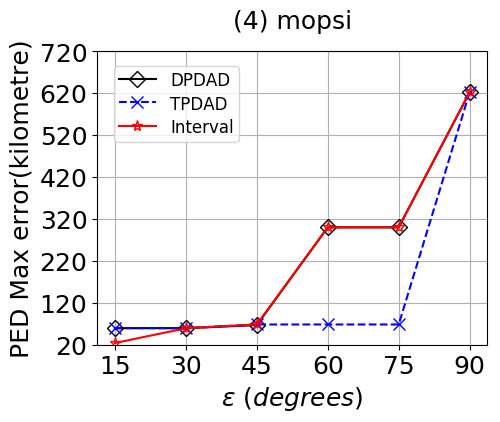 (4) mopsi
PED Max error(kilometre)
720
620
520
420
320
220
120
20
DPDAD
TPDAD
Interval
15 30 45 60 75 90
ε (degrees)